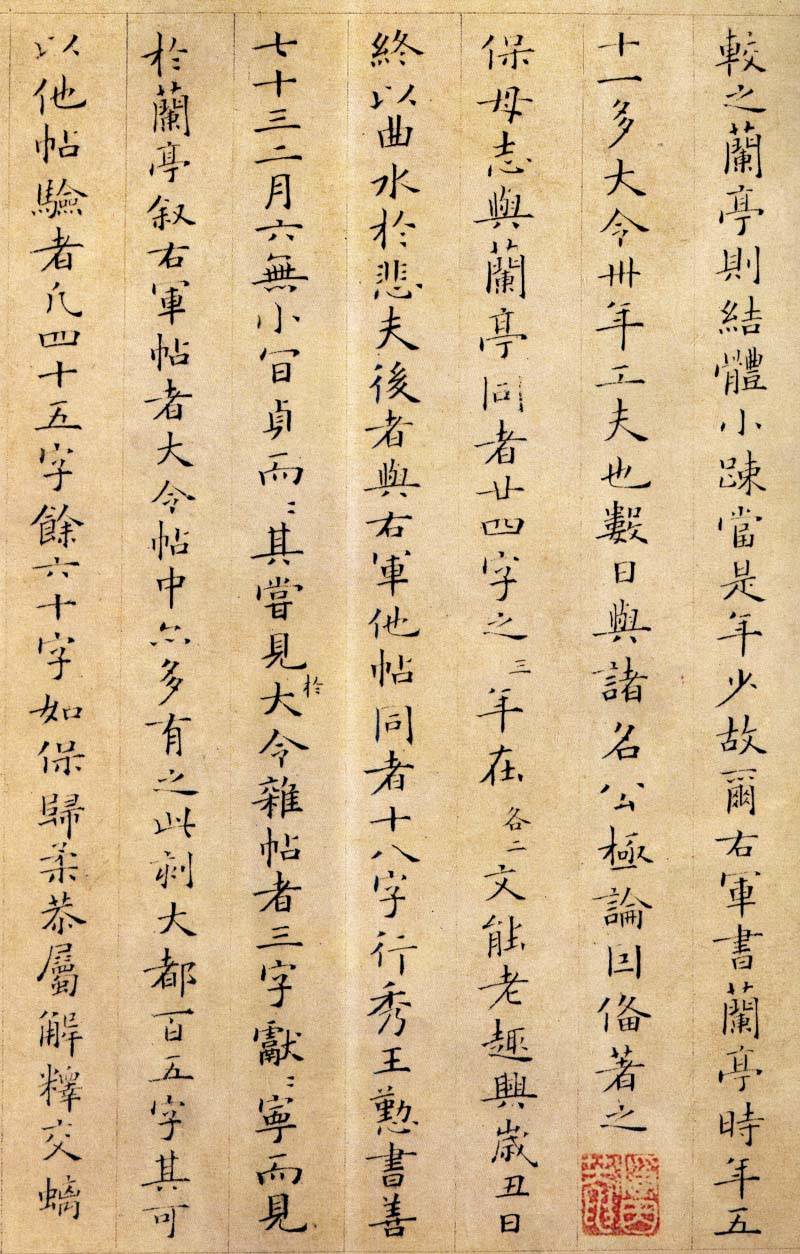 較之蘭亭則結體小踈當是年少故爾右軍書蘭亭時年五
十一多大令卅年工夫也數日與諸名公極論因俻著之
保母志與蘭亭同者廿四字之三年在各二文能老趣興歲丑日
終以曲水於悲夫後者與右軍他帖同者十八字行秀王懃書善
七十三二月六無小冝貞而〻其嘗見於大令雜帖者三字獻〻寧而見
於蘭亭叙右軍帖者大令帖中亦多有之此刻大都百五字其可
以他帖驗者凡四十五字餘六十字如保歸柔恭屬解釋交螭